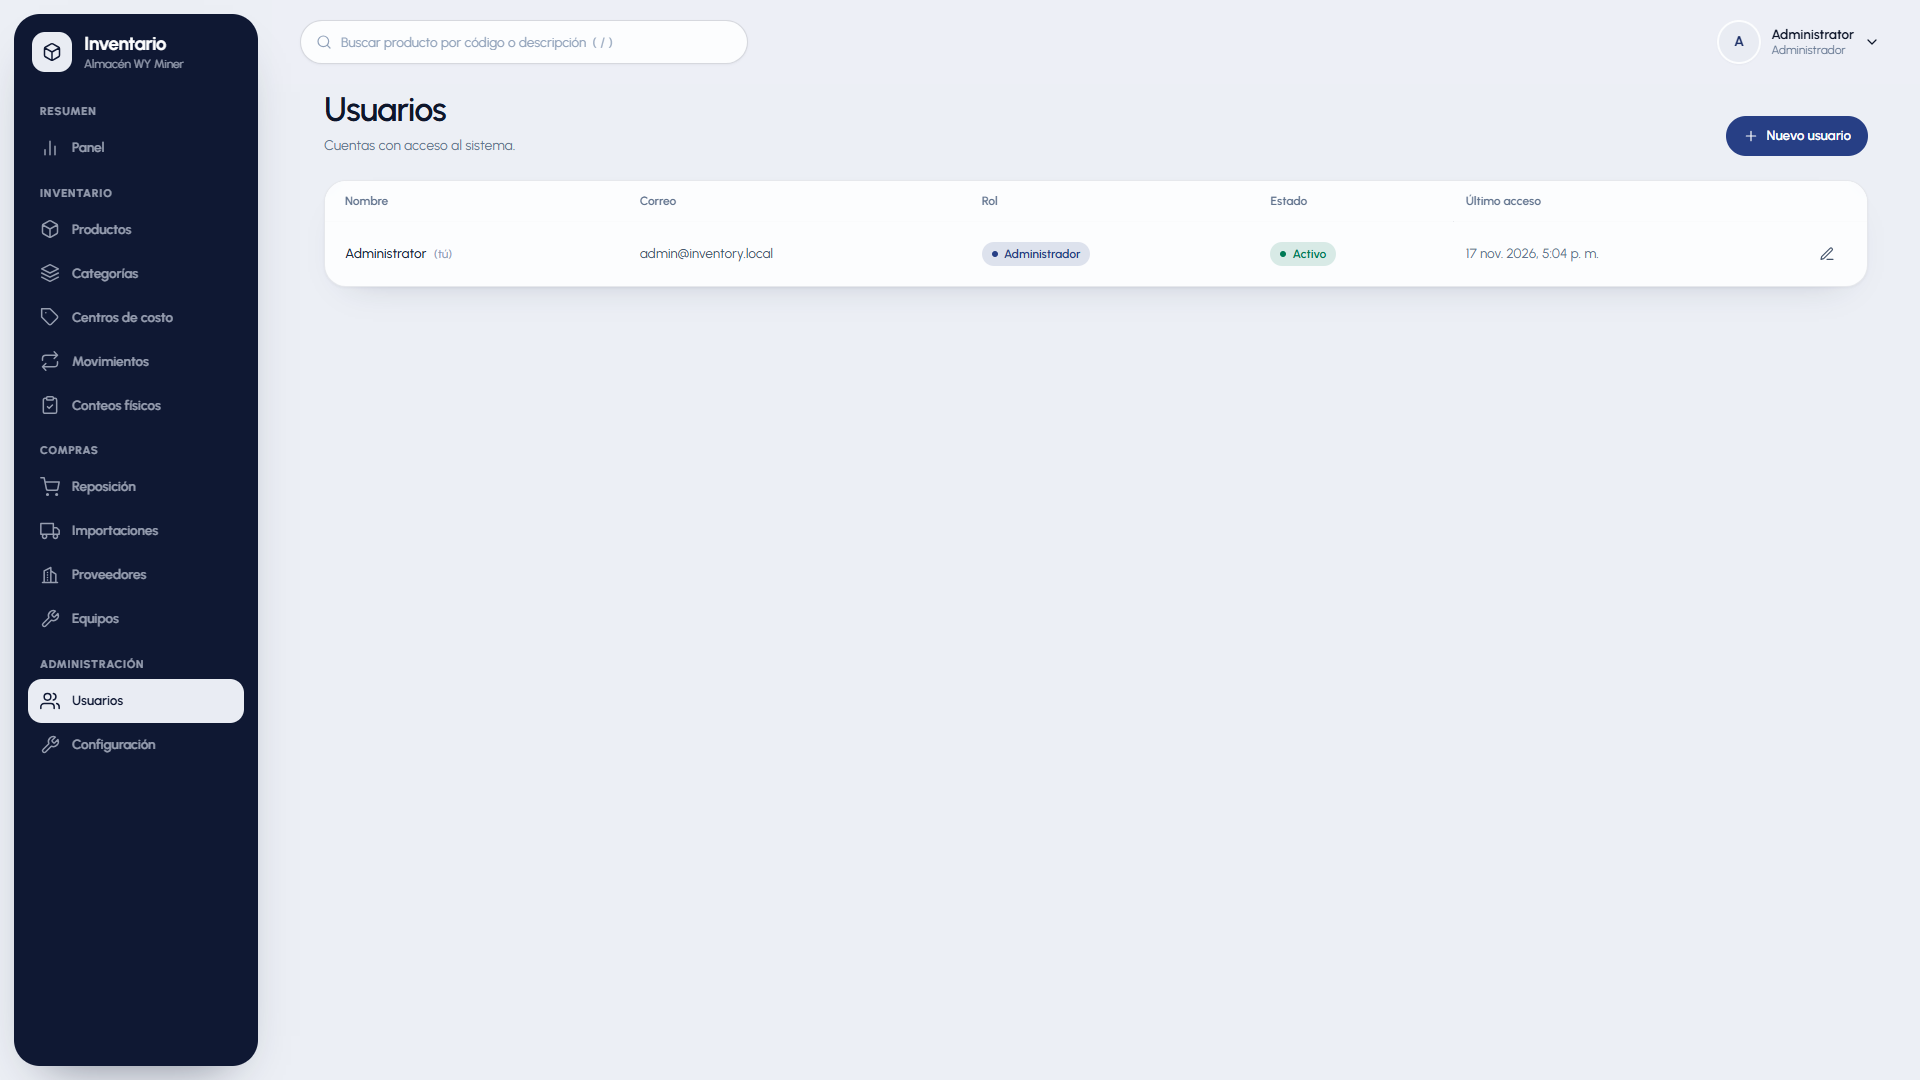 Inventario
Almacén WY Miner
RESUMEN
Panel
INVENTARIO
Productos
Categorías
Centros de costo
Movimientos
Conteos físicos
COMPRAS
Reposición
Importaciones
Proveedores
Equipos
ADMINISTRACIÓN
Usuarios
Configuración
Buscar producto por código o descripción ( / )
A
Administrator
Administrador
Usuarios
Cuentas con acceso al sistema.
Nuevo usuario
Nombre Correo Rol Estado Último acceso
Administrator (tú) admin@inventory.local Administrador Activo 17 nov. 2026, 5:04 p. m.